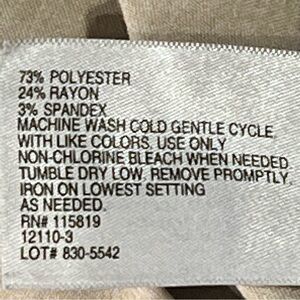 73% POLYESTER
24% RAYON
3% SPANDEX
MACHINE WASH COLD GENTLE CYCLE,
WITH LIKE COLORS, USE ONLY
NON-CHLORINE BLEACH WHEN NEEDED,
TUMBLE DRY LOW, REMOVE PROMPTLY,
IRON ON LOWEST SETTING
AS NEEDED.
RN# 115819
12110-3
LOT# 830-5542